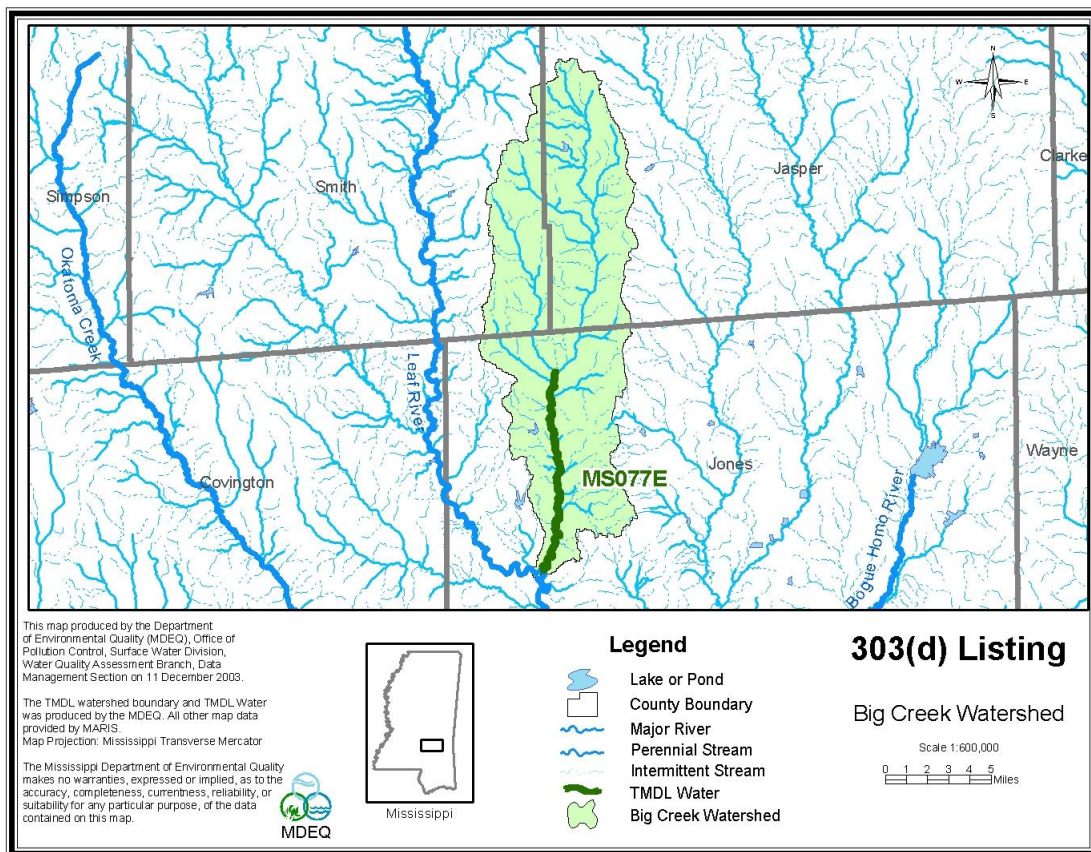 N
W E
S
Simpson
Smith
Jasper
Clarke
Okatoma Creek
Leaf River
Covington
MS077E
Jones
Wayne
Bogue Homo River
This map produced by the Department
of Environmental Quality (MDEQ), Office of
Pollution Control, Surface Water Division,
Water Quality Assessment Branch, Data
Management Section on 11 December 2003.
The TMDL watershed boundary and TMDL Water
was produced by the MDEQ. All other map data
provided by MARIS.
Map Projection: Mississippi Transverse Mercator
The Mississippi Department of Environmental Quality
makes no warranties, expressed or implied, as to the
accuracy, completeness, currentness, reliability, or
suitability for any particular purpose, of the data
contained on this map.
MDEQ
Mississippi
Legend
Lake or Pond
County Boundary
Major River
Perennial Stream
Intermittent Stream
TMDL Water
Big Creek Watershed
303(d) Listing
Big Creek Watershed
Scale 1:600,000
0 1 2 3 4 5
Miles